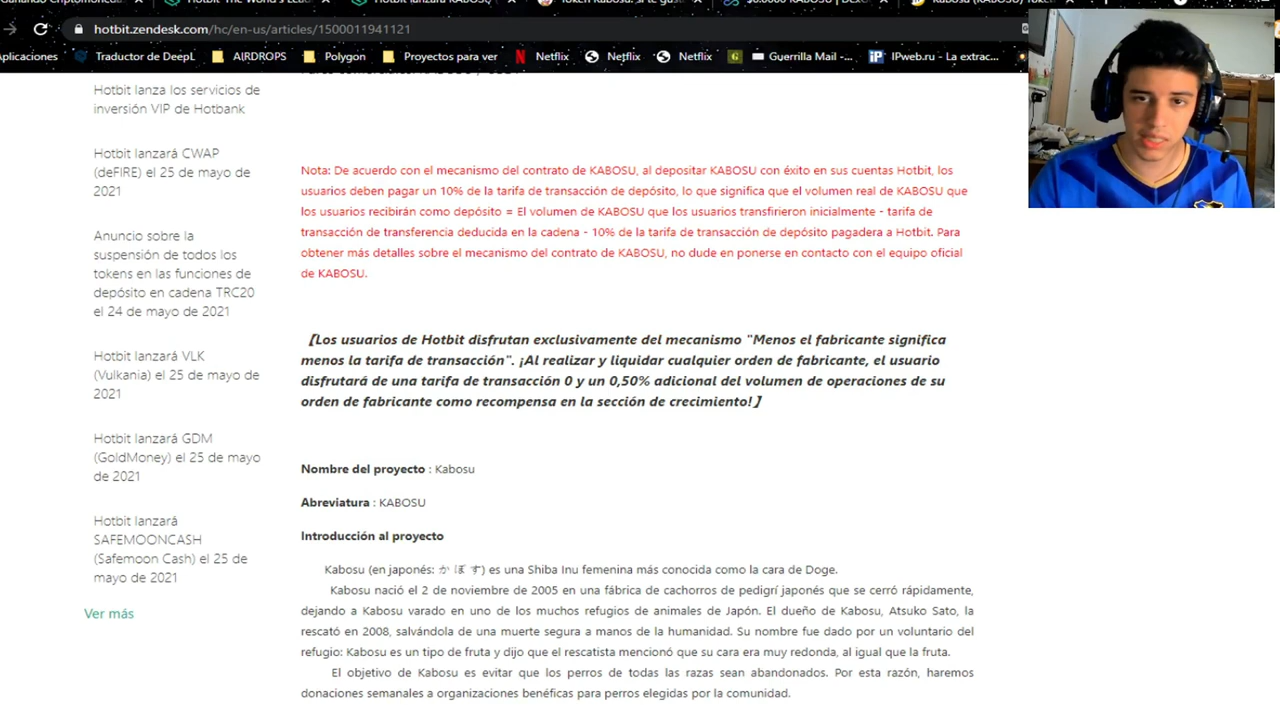 Hotbit lanzará KABOSU
hotbit.zendesk.com/hc/en-us/articles/1500011941121
plicaciones
Traductor de DeepL
A|RDROPS
Polygon
Proyectos para ver
Netflix
Netflix
Netflix
Guerrilla Mail -...
IPweb.ru - La extrac...
Hotbit lanza los servicios de
inversión VIP de Hotbank
Hotbit lanzará CWAP
(deFIRE) el 25 de mayo de
2021
Anuncio sobre la
suspensión de todos los
tokens en las funciones de
depósito en cadena TRC20
el 24 de mayo de 2021
Hotbit lanzará VLK
(Vulkania) el 25 de mayo de
2021
Hotbit lanzará GDM
(GoldMoney) el 25 de mayo
de 2021
Hotbit lanzará
SAFEMOONCASH
(Safemoon Cash) el 25 de
mayo de 2021
Ver más
Nota: De acuerdo con el mecanismo del contrato de KABOSU, al depositar KABOSU con éxito en sus cuentas Hotbit, los
usuarios deben pagar un 10% de la tarifa de transacción de depósito, lo que significa que el volumen real de KABOSU que
los usuarios recibirán como depósito = El volumen de KABOSU que los usuarios transfirieron inicialmente - tarifa de
transacción de transferencia deducida en la cadena - 10% de la tarifa de transacción de depósito pagadera a Hotbit. Para
obtener más detalles sobre el mecanismo del contrato de KABOSU, no dude en ponerse en contacto con el equipo oficial
de KABOSU.
【Los usuarios de Hotbit disfrutan exclusivamente del mecanismo "Menos el fabricante significa
menos la tarifa de transacción". ¡Al realizar y liquidar cualquier orden de fabricante, el usuario
disfrutará de una tarifa de transacción 0 y un 0,50% adicional del volumen de operaciones de su
orden de fabricante como recompensa en la sección de crecimiento!】
Nombre del proyecto : Kabosu
Abreviatura : KABOSU
Introducción al proyecto
Kabosu (en japonés: かぼす) es una Shiba Inu femenina más conocida como la cara de Doge.
Kabosu nació el 2 de noviembre de 2005 en una fábrica de cachorros de pedigrí japonés que se cerró rápidamente,
dejando a Kabosu varado en uno de los muchos refugios de animales de Japón. El dueño de Kabosu, Atsuko Sato, la
rescató en 2008, salvándola de una muerte segura a manos de la humanidad. Su nombre fue dado por un voluntario del
refugio: Kabosu es un tipo de fruta y dijo que el rescatista mencionó que su cara era muy redonda, al igual que la fruta.
El objetivo de Kabosu es evitar que los perros de todas las razas sean abandonados. Por esta razón, haremos
donaciones semanales a organizaciones benéficas para perros elegidas por la comunidad.